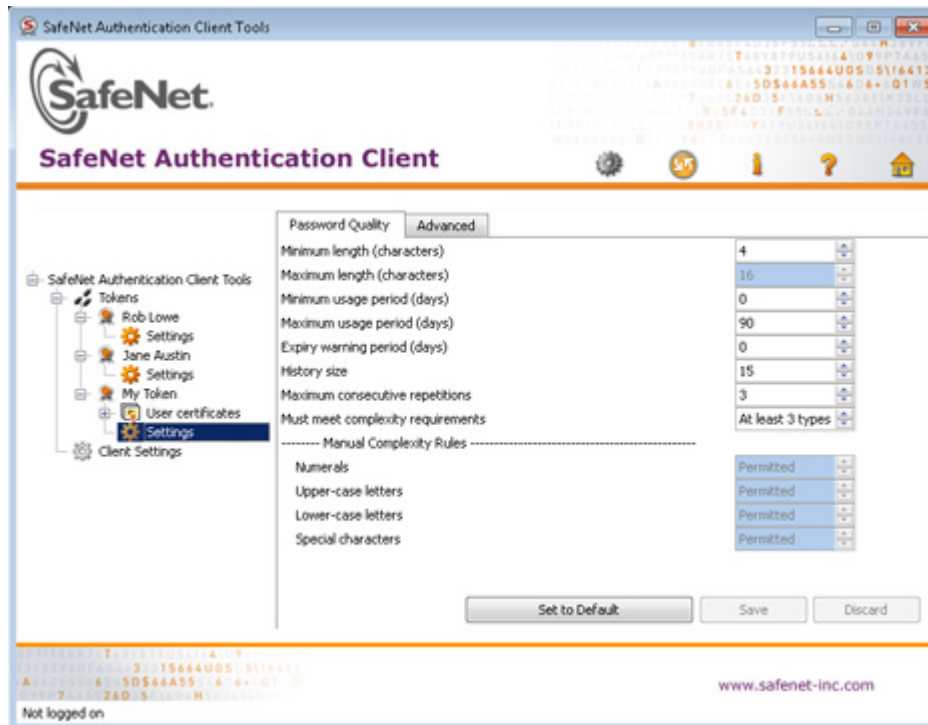 SafeNet Authentication Client Tools
SafeNet.
SafeNet Authentication Client
Password Quality Advanced
SafeNet Authentication Client Tools
Tokens
Rob Lowe
Settings
Jane Austin
Settings
My Token
User certificates
Settings
Client Settings
Minimum length (characters) 4
Maximum length (characters) 16
Minimum usage period (days) 0
Maximum usage period (days) 90
Expiry warning period (days) 0
History size 15
Maximum consecutive repetitions 3
Must meet complexity requirements At least 3 types
Manual Complexity Rules
Numerals Permitted
Upper-case letters Permitted
Lower-case letters Permitted
Special characters Permitted
Set to Default Save Discard
www.safenet-inc.com
Not logged on